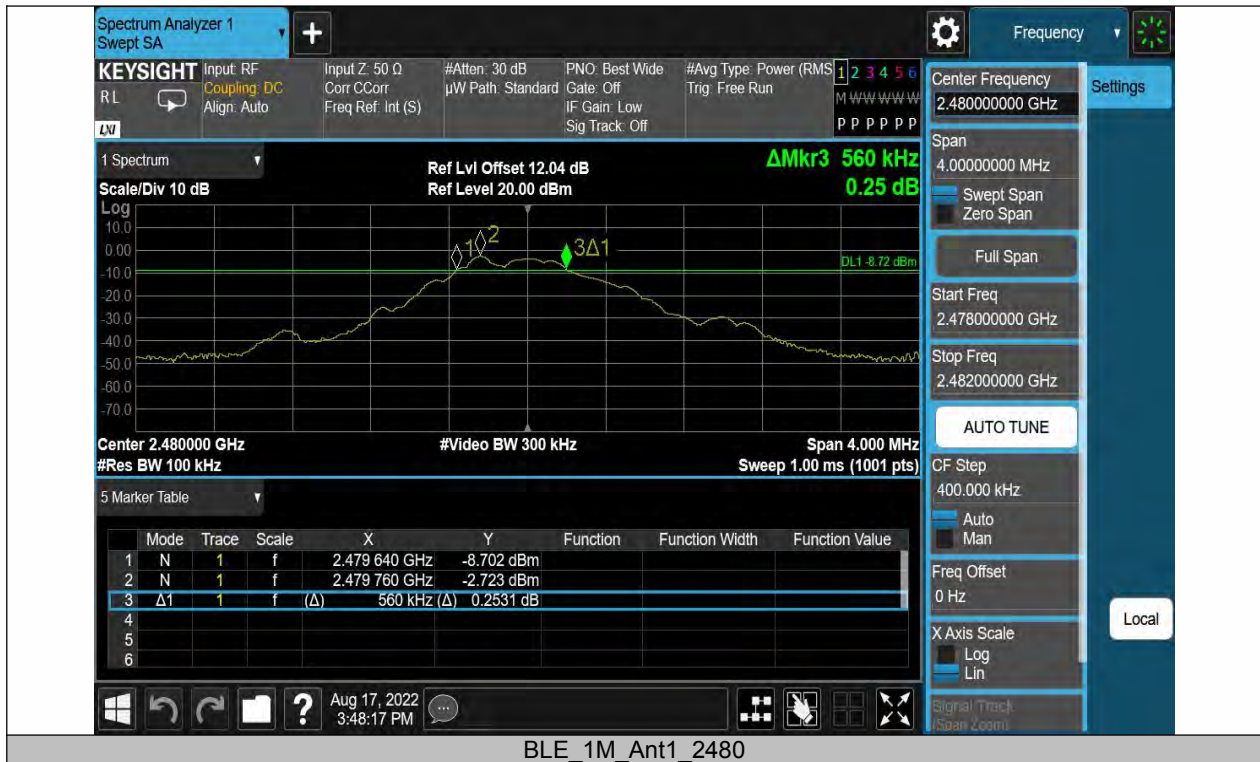 Spectrum Analyzer 1
Swept SA
+
Frequency
KEYSIGHT
RL
LXI
Input: RF
Coupling: DC
Align: Auto
Input Z: 50 Ω
Corr CCorr
Freq Ref: Int (S)
#Atten: 30 dB
µW Path: Standard
PNO: Best Wide
Gate: Off
IF Gain: Low
Sig Track: Off
#Avg Type: Power (RMS
Trig: Free Run
1 2 3 4 5 6
M W W W W W
P P P P P P
1 Spectrum
Scale/Div 10 dB
Ref Lvl Offset 12.04 dB
Ref Level 20.00 dBm
ΔMkr3 560 kHz
0.25 dB
Log
10.0
0.00
-10.0
-20.0
-30.0
-40.0
-50.0
-60.0
-70.0
1
2
3Δ1
DL1 -8.72 dBm
Center 2.480000 GHz
#Video BW 300 kHz
Span 4.000 MHz
#Res BW 100 kHz
Sweep 1.00 ms (1001 pts)
5 Marker Table
Mode Trace Scale X Y Function Function Width Function Value
1 N 1 f 2.479 640 GHz -8.702 dBm
2 N 1 f 2.479 760 GHz -2.723 dBm
3 Δ1 1 f (Δ) 560 kHz (Δ) 0.2531 dB
4
5
6
?
Aug 17, 2022
3:48:17 PM
Center Frequency
2.480000000 GHz
Settings
Span
4.00000000 MHz
Swept Span
Zero Span
Full Span
Start Freq
2.478000000 GHz
Stop Freq
2.482000000 GHz
AUTO TUNE
CF Step
400.000 kHz
Auto
Man
Freq Offset
0 Hz
X Axis Scale
Log
Lin
Signal Track
(Span Zoom)
Local
BLE_1M_Ant1_2480